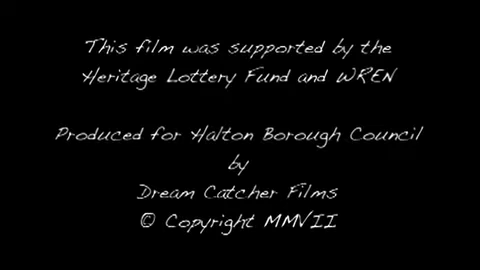 This film was supported by the
Heritage Lottery Fund and WREN
Produced for Halton Borough Council
by
Dream Catcher Films
© Copyright MMVII